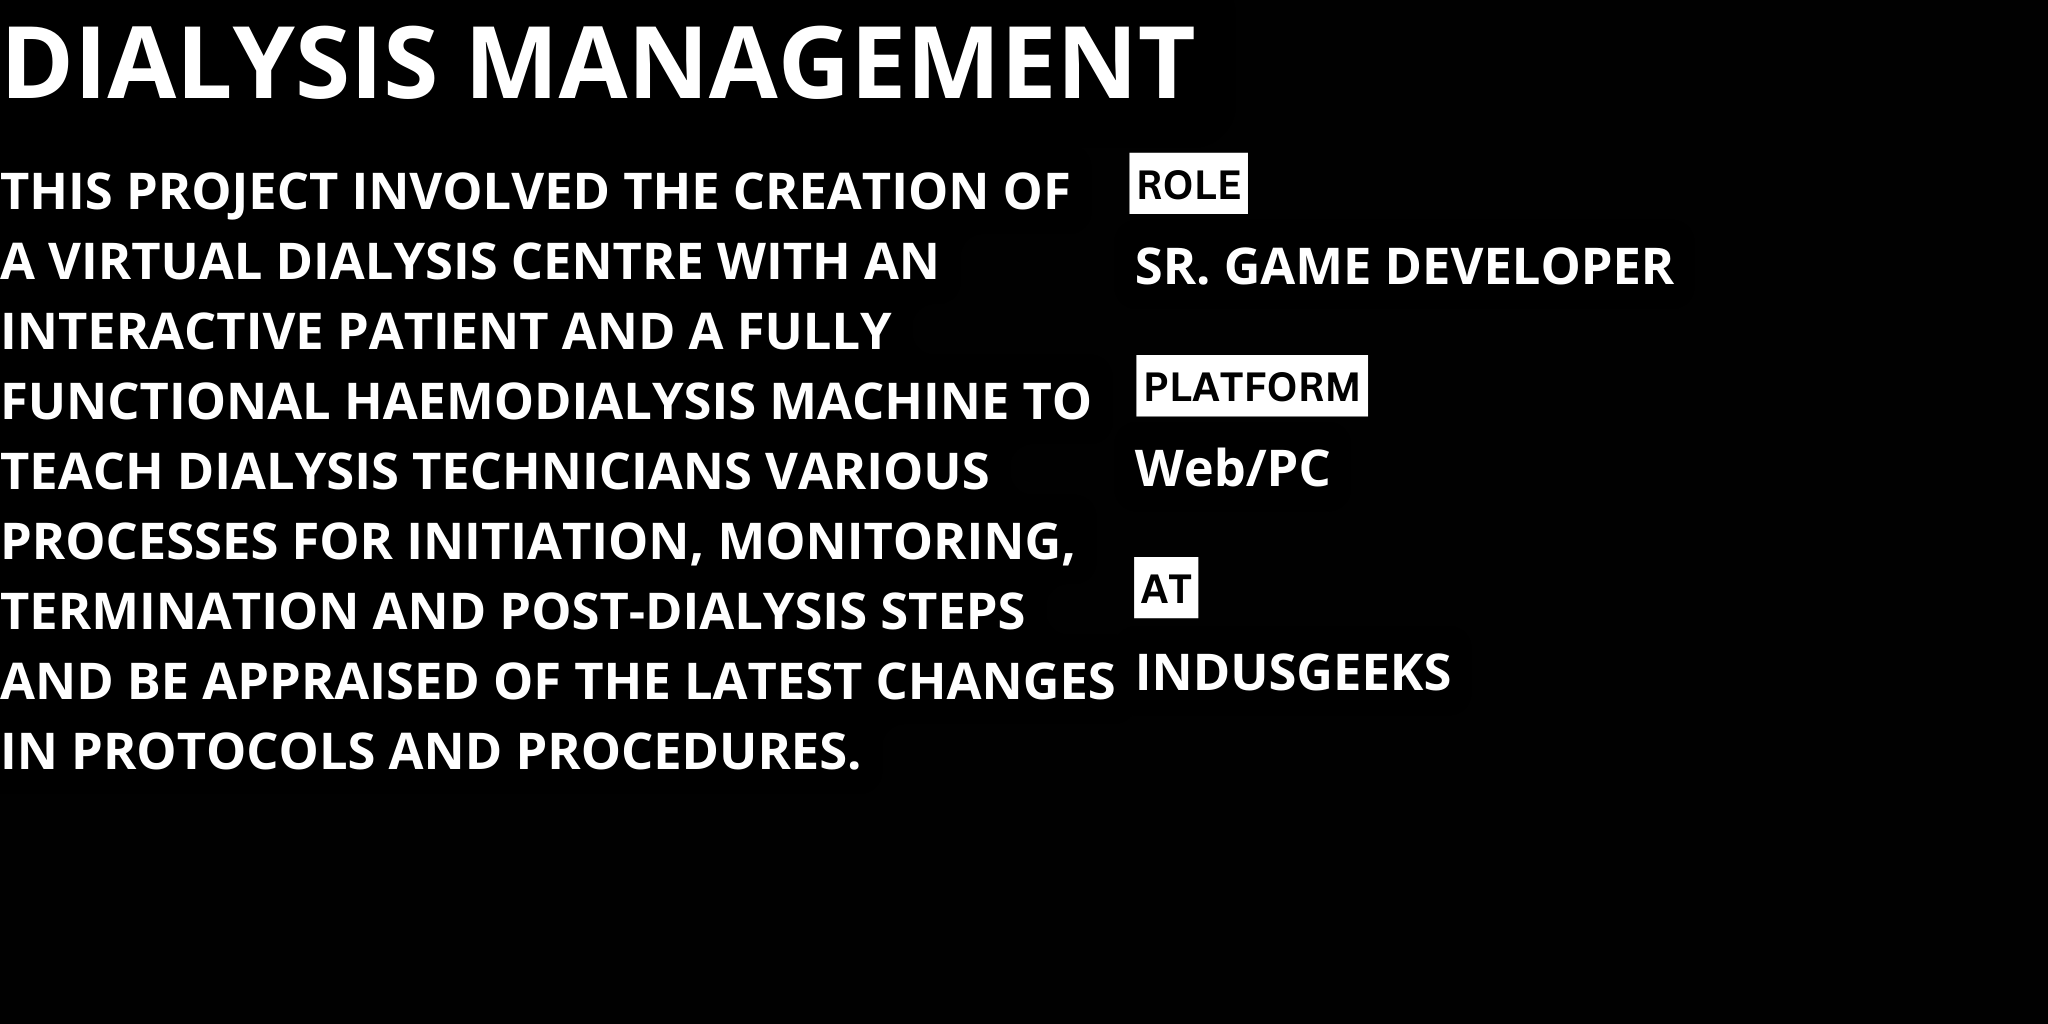 DIALYSIS MANAGEMENT
THIS PROJECT INVOLVED THE CREATION OF
A VIRTUAL DIALYSIS CENTRE WITH AN
INTERACTIVE PATIENT AND A FULLY
FUNCTIONAL HAEMODIALYSIS MACHINE TO
TEACH DIALYSIS TECHNICIANS VARIOUS
PROCESSES FOR INITIATION, MONITORING,
TERMINATION AND POST-DIALYSIS STEPS
AND BE APPRAISED OF THE LATEST CHANGES
IN PROTOCOLS AND PROCEDURES.
ROLE
SR. GAME DEVELOPER
PLATFORM
Web/PC
AT
INDUSGEEKS